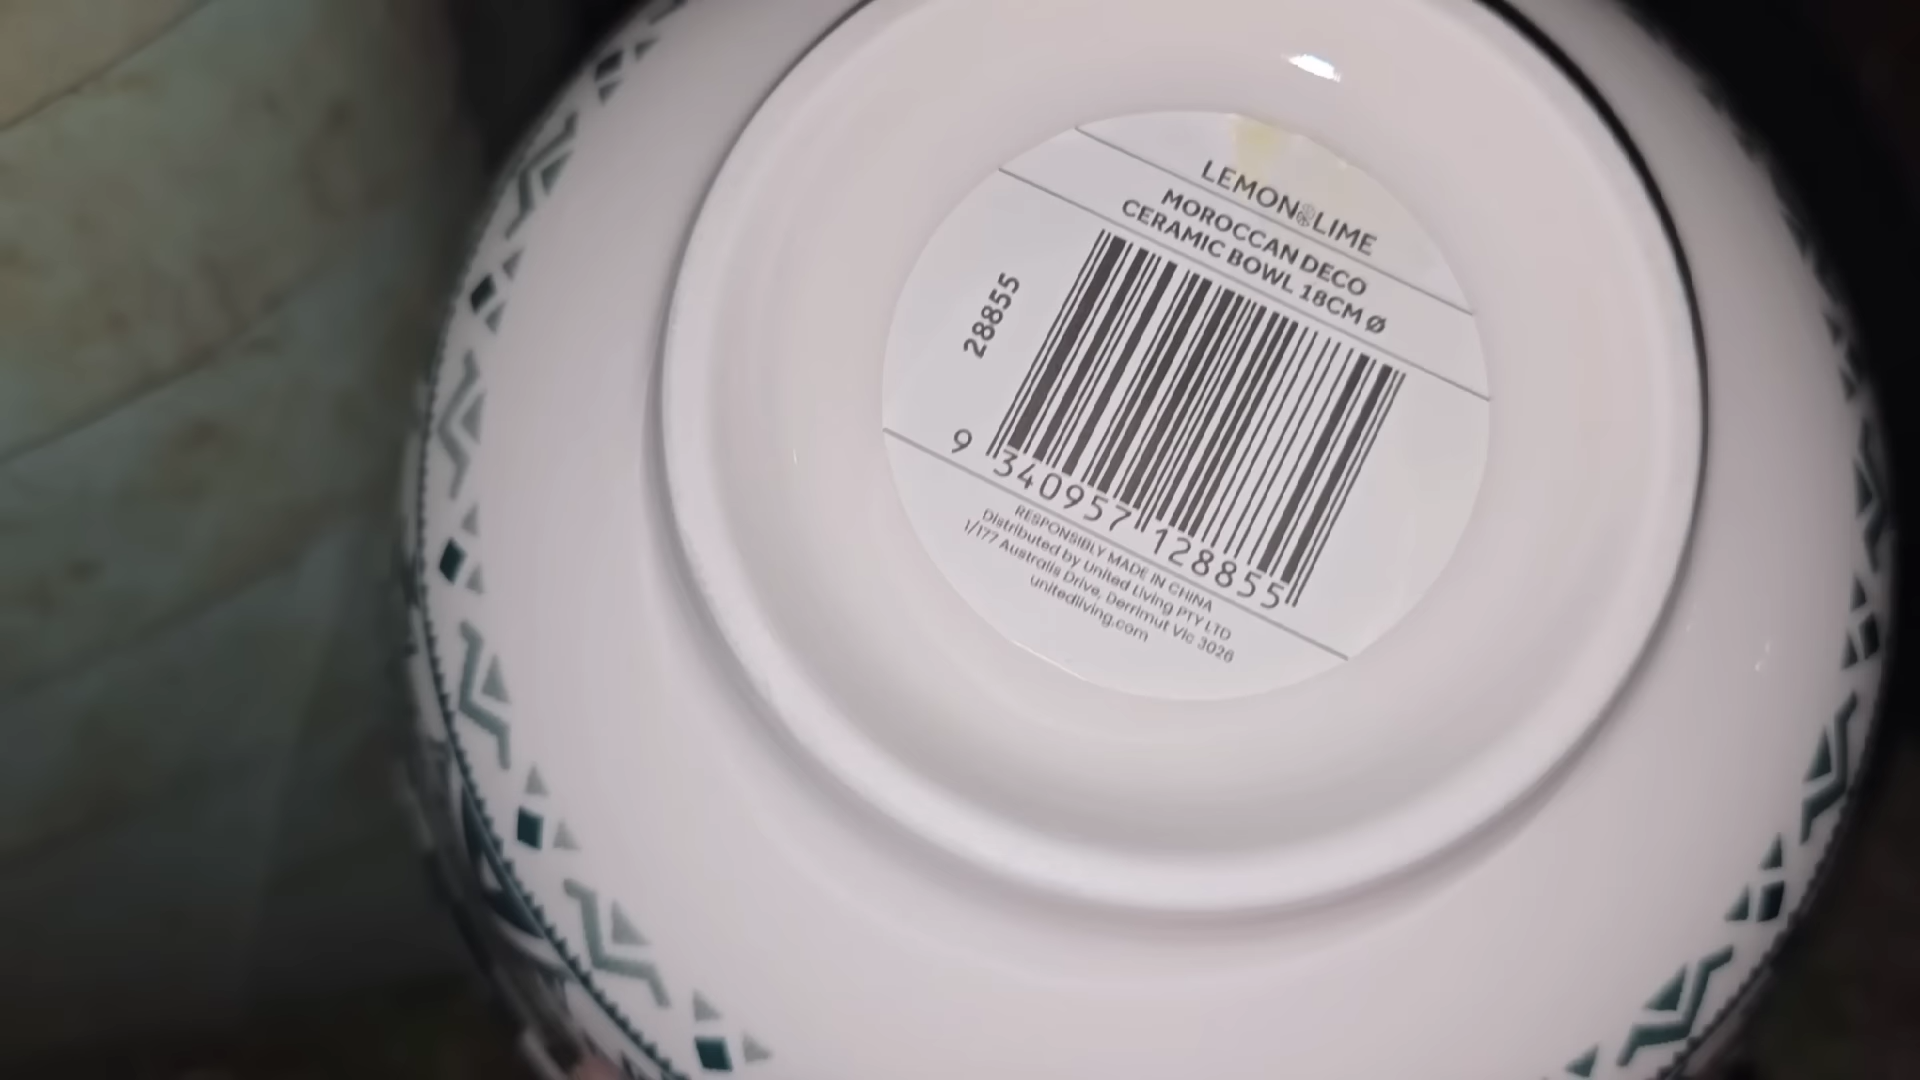 LEMON&LIME
MOROCCAN DECO
CERAMIC BOWL 18CM Ø
28855
9 340957 128855
RESPONSIBLY MADE IN CHINA
Distributed by United Living PTY LTD
1/177 Australis Drive, Derrimut Vic 3026
unitedliving.com